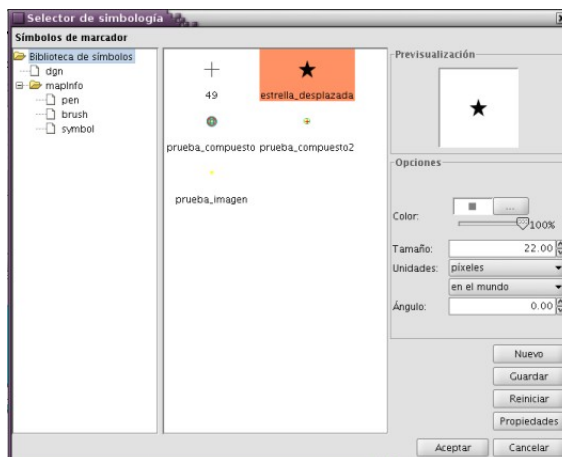 Selector de simbología
Símbolos de marcador
Biblioteca de símbolos
dgn
mapInfo
pen
brush
symbol
49
estrella_desplazada
prueba_compuesto
prueba_compuesto2
prueba_imagen
Previsualización
Opciones
Color:
...
100%
Tamaño:
22.00
Unidades:
píxeles
en el mundo
Ángulo:
0.00
Nuevo
Guardar
Reiniciar
Propiedades
Aceptar
Cancelar